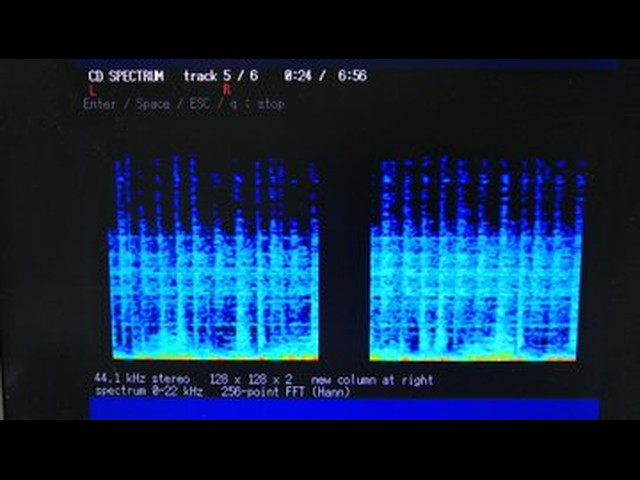 CD SPECTRUM track 5 / 6 0:24 / 6:56
L R
Enter / Space / ESC / q : stop
44.1 kHz stereo 128 x 128 x 2 new column at right
spectrum 0-22 kHz 256-point FFT (Hann)